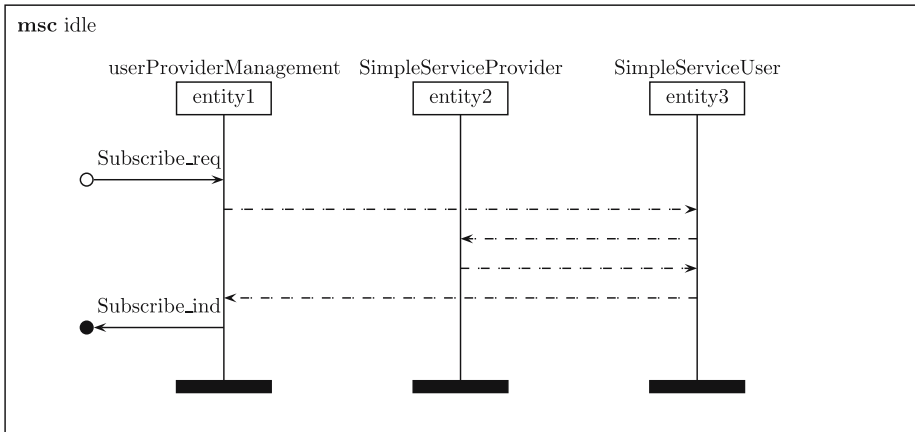 msc idle
userProviderManagement SimpleServiceProvider SimpleServiceUser
entity1 entity2 entity3
Subscribe_req
Subscribe_ind